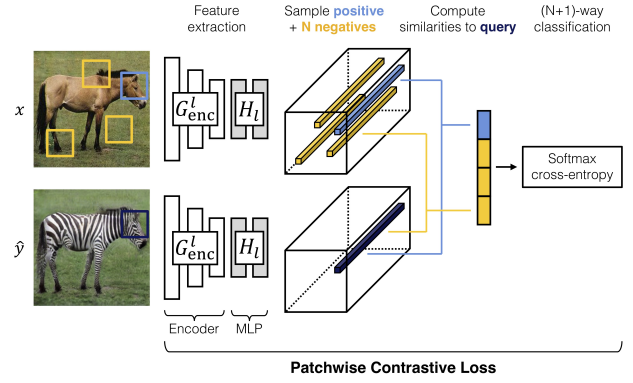 Feature
extraction
Sample positive
+ N negatives
Compute
similarities to query
(N+1)-way
classification
x
G^l_enc
H_l
Softmax
cross-entropy
ŷ
G^l_enc
H_l
Encoder
MLP
Patchwise Contrastive Loss